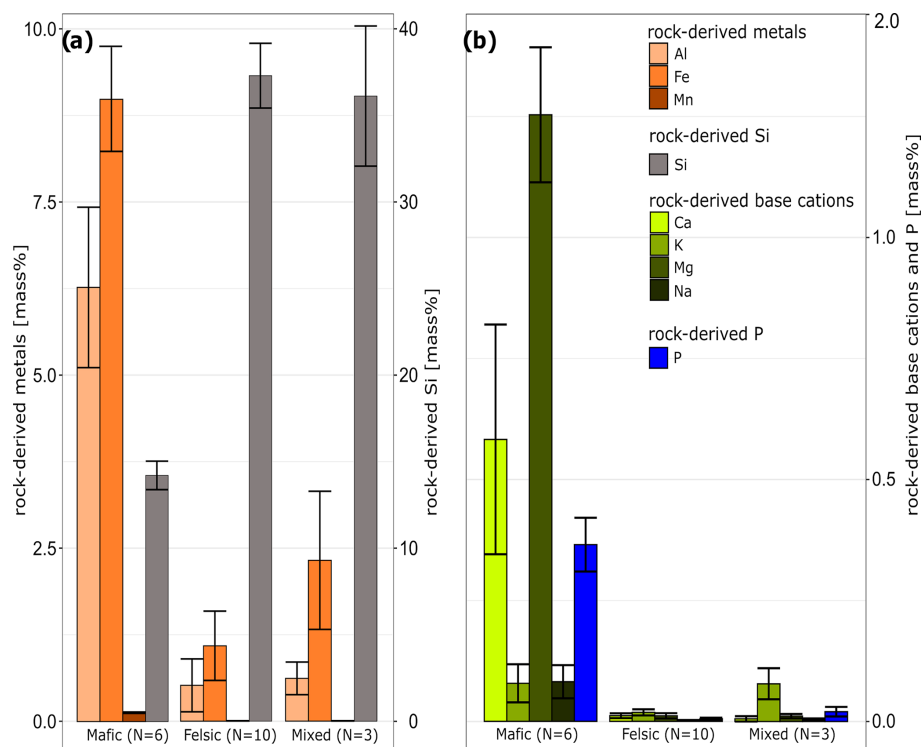 (a)
rock-derived metals [mass%]
10.0
7.5
5.0
2.5
0.0
Mafic (N=6) Felsic (N=10) Mixed (N=3)
40
30
20
10
0
rock-derived Si [mass%]
(b)
rock-derived metals
Al
Fe
Mn
rock-derived Si
Si
rock-derived base cations
Ca
K
Mg
Na
rock-derived P
P
Mafic (N=6) Felsic (N=10) Mixed (N=3)
2.0
1.0
0.5
0.0
rock-derived base cations and P [mass%]